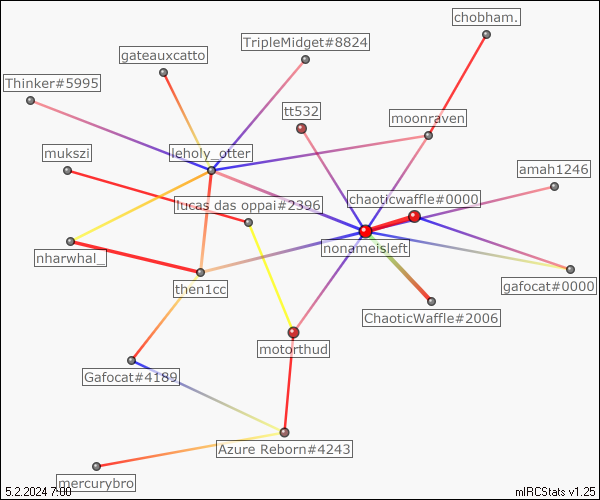 chobham.
TripleMidget#8824
gateauxcatto
Thinker#5995
tt532
moonraven
mukszi
leholy_otter
amah1246
chaoticwaffle#0000
lucas das oppai#2396
nharwhal_
nonameisleft
then1cc
gafocat#0000
ChaoticWaffle#2006
motorthud
Gafocat#4189
Azure Reborn#4243
mercurybro
5.2.2024 7:00
mIRCStats v1.25